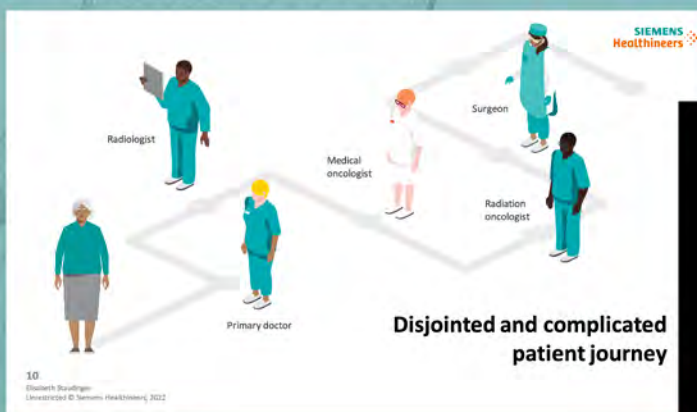 SIEMENS
Healthineers
Surgeon
Radiologist
Medical
oncologist
Radiation
oncologist
Primary doctor
Disjointed and complicated
patient journey
10
Elisabeth Staudinger
Unrestricted © Siemens Healthineers, 2022